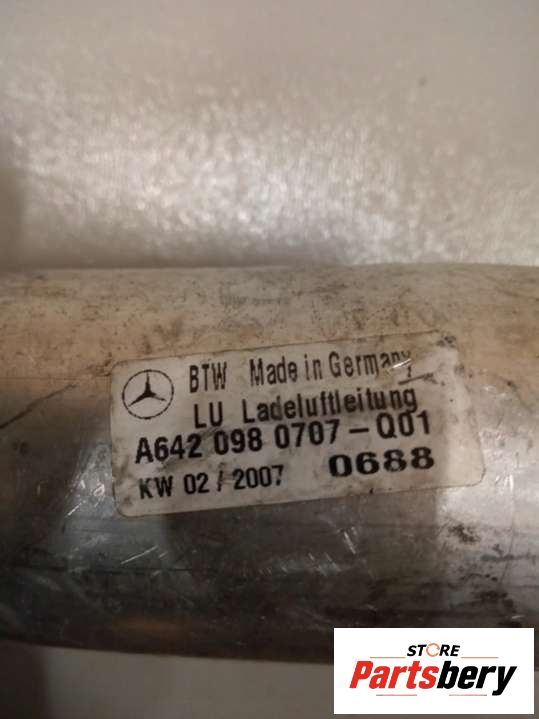 BTW Made in Germany
LU Ladeluftleitung
A642 098 0707-Q01
KW 02/2007 0688
STORE
Partsbery